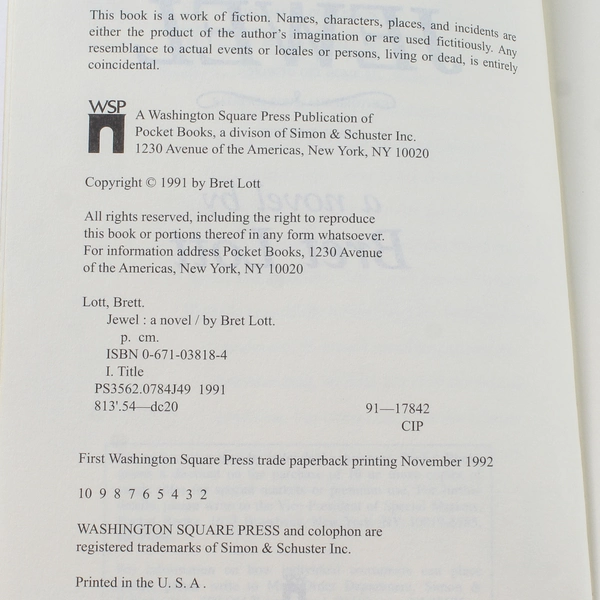 This book is a work of fiction. Names, characters, places, and incidents are
either the product of the author's imagination or are used fictitiously. Any
resemblance to actual events or locales or persons, living or dead, is entirely
coincidental.
WSP
A Washington Square Press Publication of
Pocket Books, a divison of Simon & Schuster Inc.
1230 Avenue of the Americas, New York, NY 10020
Copyright © 1991 by Bret Lott
All rights reserved, including the right to reproduce
this book or portions thereof in any form whatsoever.
For information address Pocket Books, 1230 Avenue
of the Americas, New York, NY 10020
Lott, Brett.
Jewel : a novel / by Bret Lott.
p. cm.
ISBN 0-671-03818-4
I. Title
PS3562.0784J49 1991
813'.54—dc20 91—17842
CIP
First Washington Square Press trade paperback printing November 1992
10 9 8 7 6 5 4 3 2
WASHINGTON SQUARE PRESS and colophon are
registered trademarks of Simon & Schuster Inc.
Printed in the U. S. A .